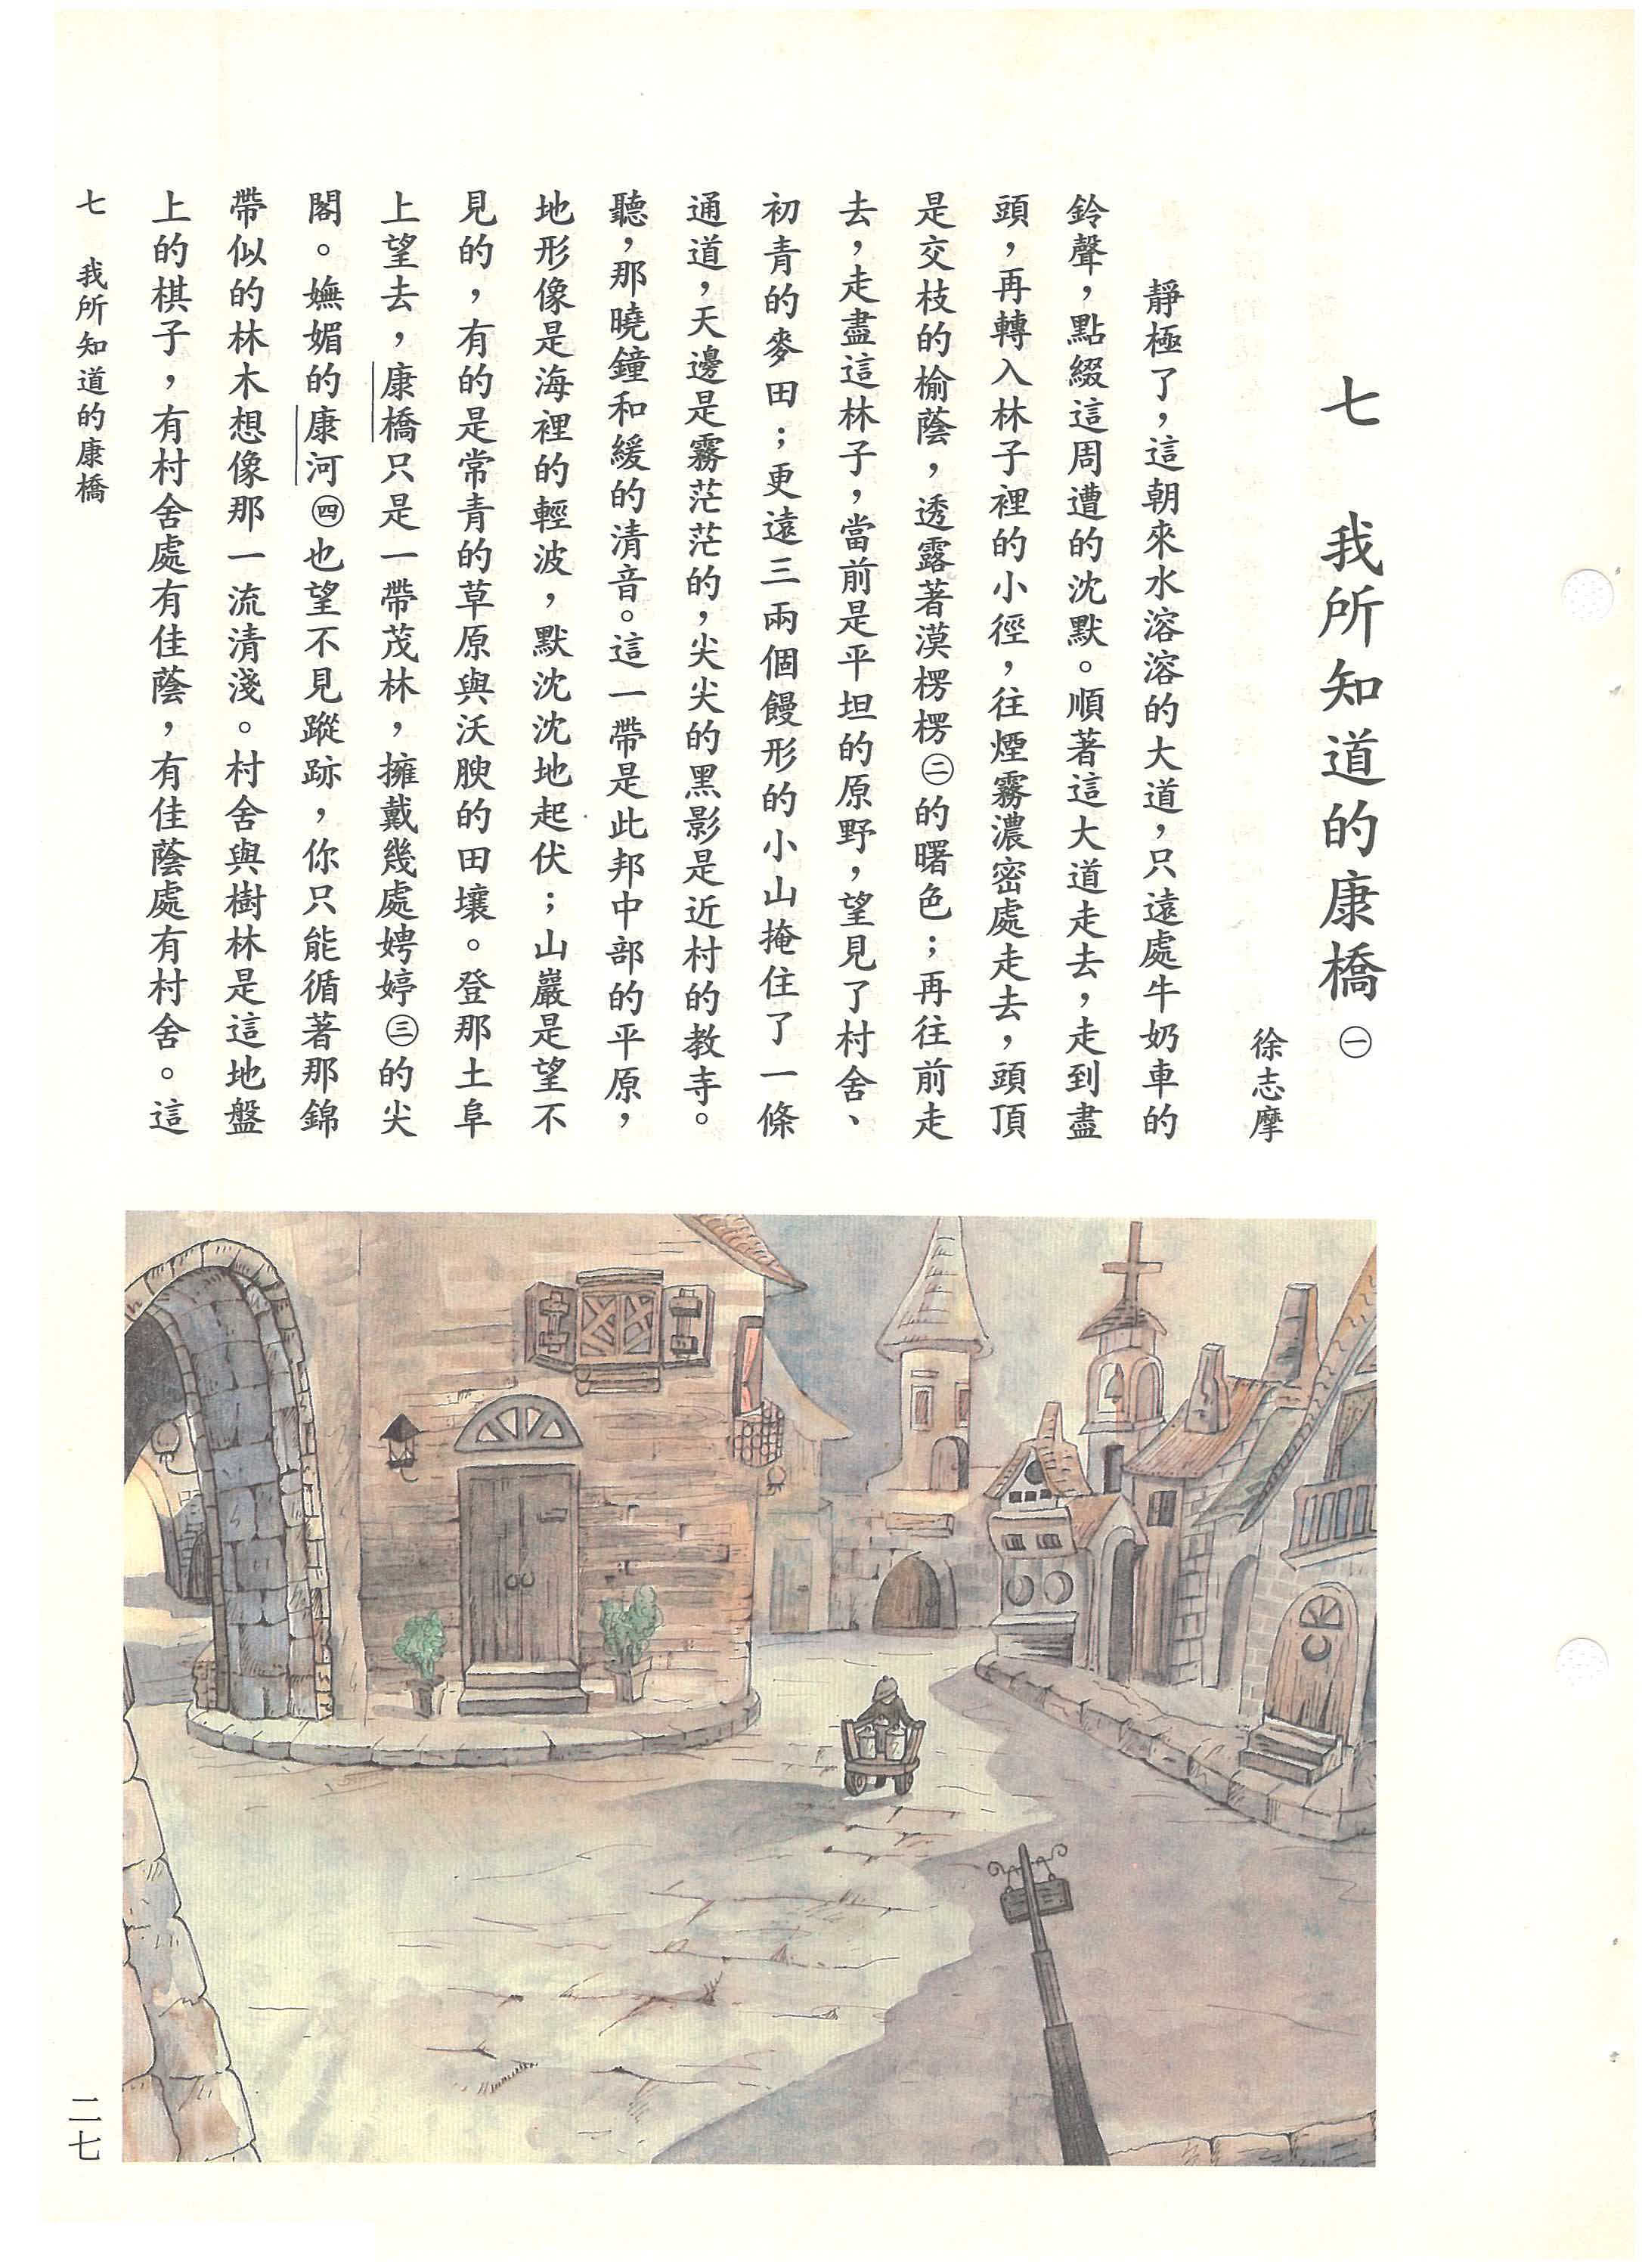 七　我所知道的康橋㊀
徐志摩
靜極了，這朝來水溶溶的大道，只遠處牛奶車的
鈴聲，點綴這周遭的沈默。順著這大道走去，走到盡
頭，再轉入林子裡的小徑，往煙霧濃密處走去，頭頂
是交枝的榆蔭，透露著漠楞楞㊁的曙色；再往前走
去，走盡這林子，當前是平坦的原野，望見了村舍、
初青的麥田；更遠三兩個饅形的小山掩住了一條
通道，天邊是霧茫茫的，尖尖的黑影是近村的教寺。
聽，那曉鐘和緩的清音。這一帶是此邦中部的平原，
地形像是海裡的輕波，默沈沈地起伏；山巖是望不
見的，有的是常青的草原與沃腴的田壤。登那土阜
上望去，康橋只是一帶茂林，擁戴幾處娉婷㊂的尖
閣。嫵媚的康河㊃也望不見蹤跡，你只能循著那錦
帶似的林木想像那一流清淺。村舍與樹林是這地盤
上的棋子，有村舍處有佳蔭，有佳蔭處有村舍。這
七　我所知道的康橋
二七